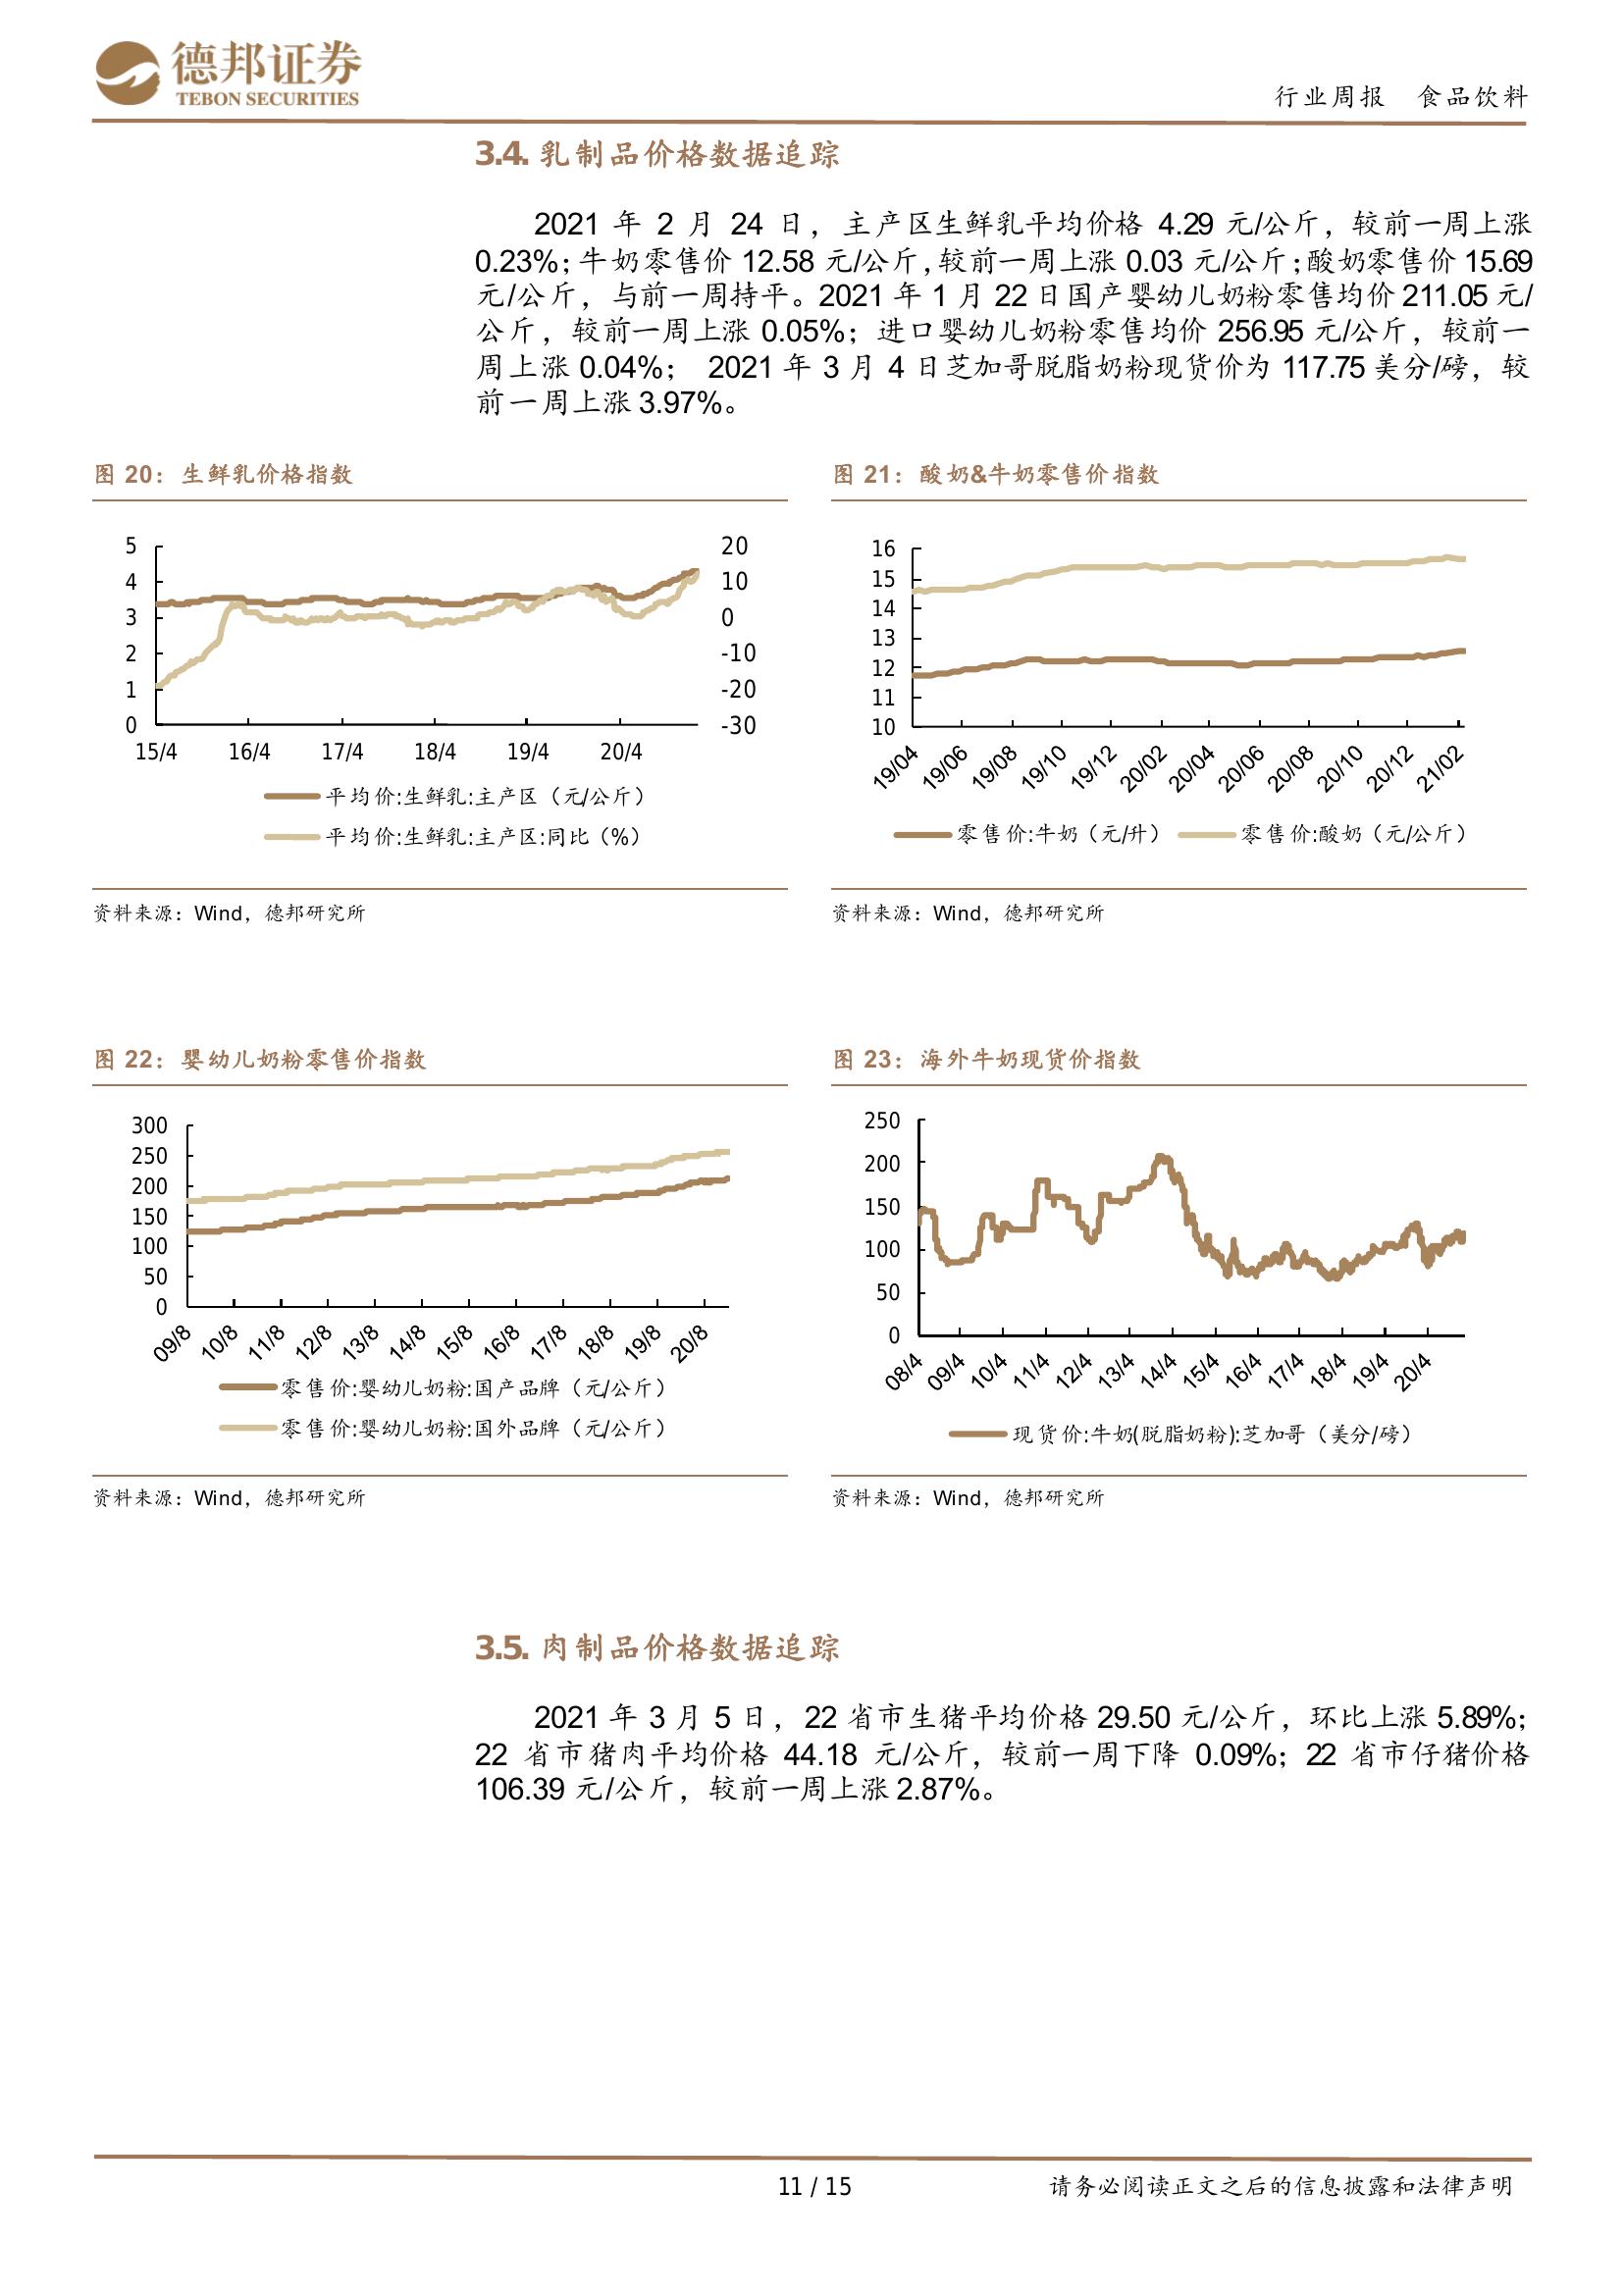 德邦证券
TEBON SECURITIES
行业周报 食品饮料
3.4. 乳制品价格数据追踪
2021 年 2 月 24 日，主产区生鲜乳平均价格 4.29 元/公斤，较前一周上涨
0.23%；牛奶零售价 12.58 元/公斤，较前一周上涨 0.03 元/公斤；酸奶零售价 15.69
元/公斤，与前一周持平。2021 年 1 月 22 日国产婴幼儿奶粉零售均价 211.05 元/
公斤，较前一周上涨 0.05%；进口婴幼儿奶粉零售均价 256.95 元/公斤，较前一
周上涨 0.04%； 2021 年 3 月 4 日芝加哥脱脂奶粉现货价为 117.75 美分/磅，较
前一周上涨 3.97%。
图 20：生鲜乳价格指数
5
4
3
2
1
0
20
10
0
-10
-20
-30
15/4 16/4 17/4 18/4 19/4 20/4
平均价:生鲜乳:主产区（元/公斤）
平均价:生鲜乳:主产区:同比（%）
资料来源：Wind，德邦研究所
图 21：酸奶&牛奶零售价指数
16
15
14
13
12
11
10
19/04 19/06 19/08 19/10 19/12 20/02 20/04 20/06 20/08 20/10 20/12 21/02
零售价:牛奶（元/升） 零售价:酸奶（元/公斤）
资料来源：Wind，德邦研究所
图 22：婴幼儿奶粉零售价指数
300
250
200
150
100
50
0
09/8 10/8 11/8 12/8 13/8 14/8 15/8 16/8 17/8 18/8 19/8 20/8
零售价:婴幼儿奶粉:国产品牌（元/公斤）
零售价:婴幼儿奶粉:国外品牌（元/公斤）
资料来源：Wind，德邦研究所
图 23：海外牛奶现货价指数
250
200
150
100
50
0
08/4 09/4 10/4 11/4 12/4 13/4 14/4 15/4 16/4 17/4 18/4 19/4 20/4
现货价:牛奶(脱脂奶粉):芝加哥（美分/磅）
资料来源：Wind，德邦研究所
3.5. 肉制品价格数据追踪
2021 年 3 月 5 日，22 省市生猪平均价格 29.50 元/公斤，环比上涨 5.89%；
22 省市猪肉平均价格 44.18 元/公斤，较前一周下降 0.09%；22 省市仔猪价格
106.39 元/公斤，较前一周上涨 2.87%。
11 / 15
请务必阅读正文之后的信息披露和法律声明